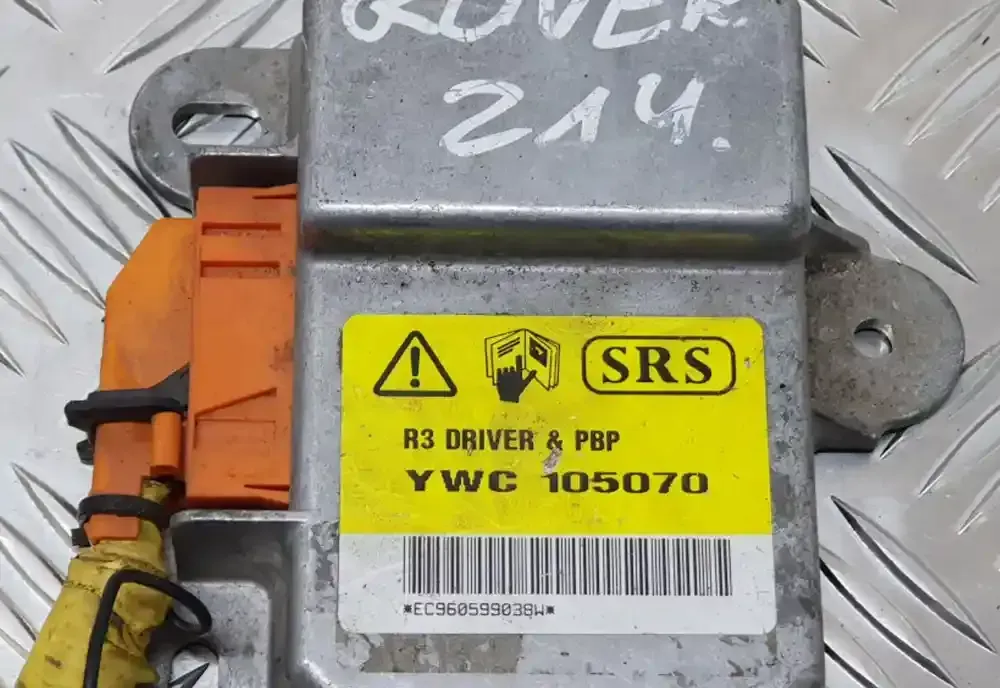 ROVER.
214.
SRS
R3 DRIVER & PBP
YWC 105070
*EC960599038W*